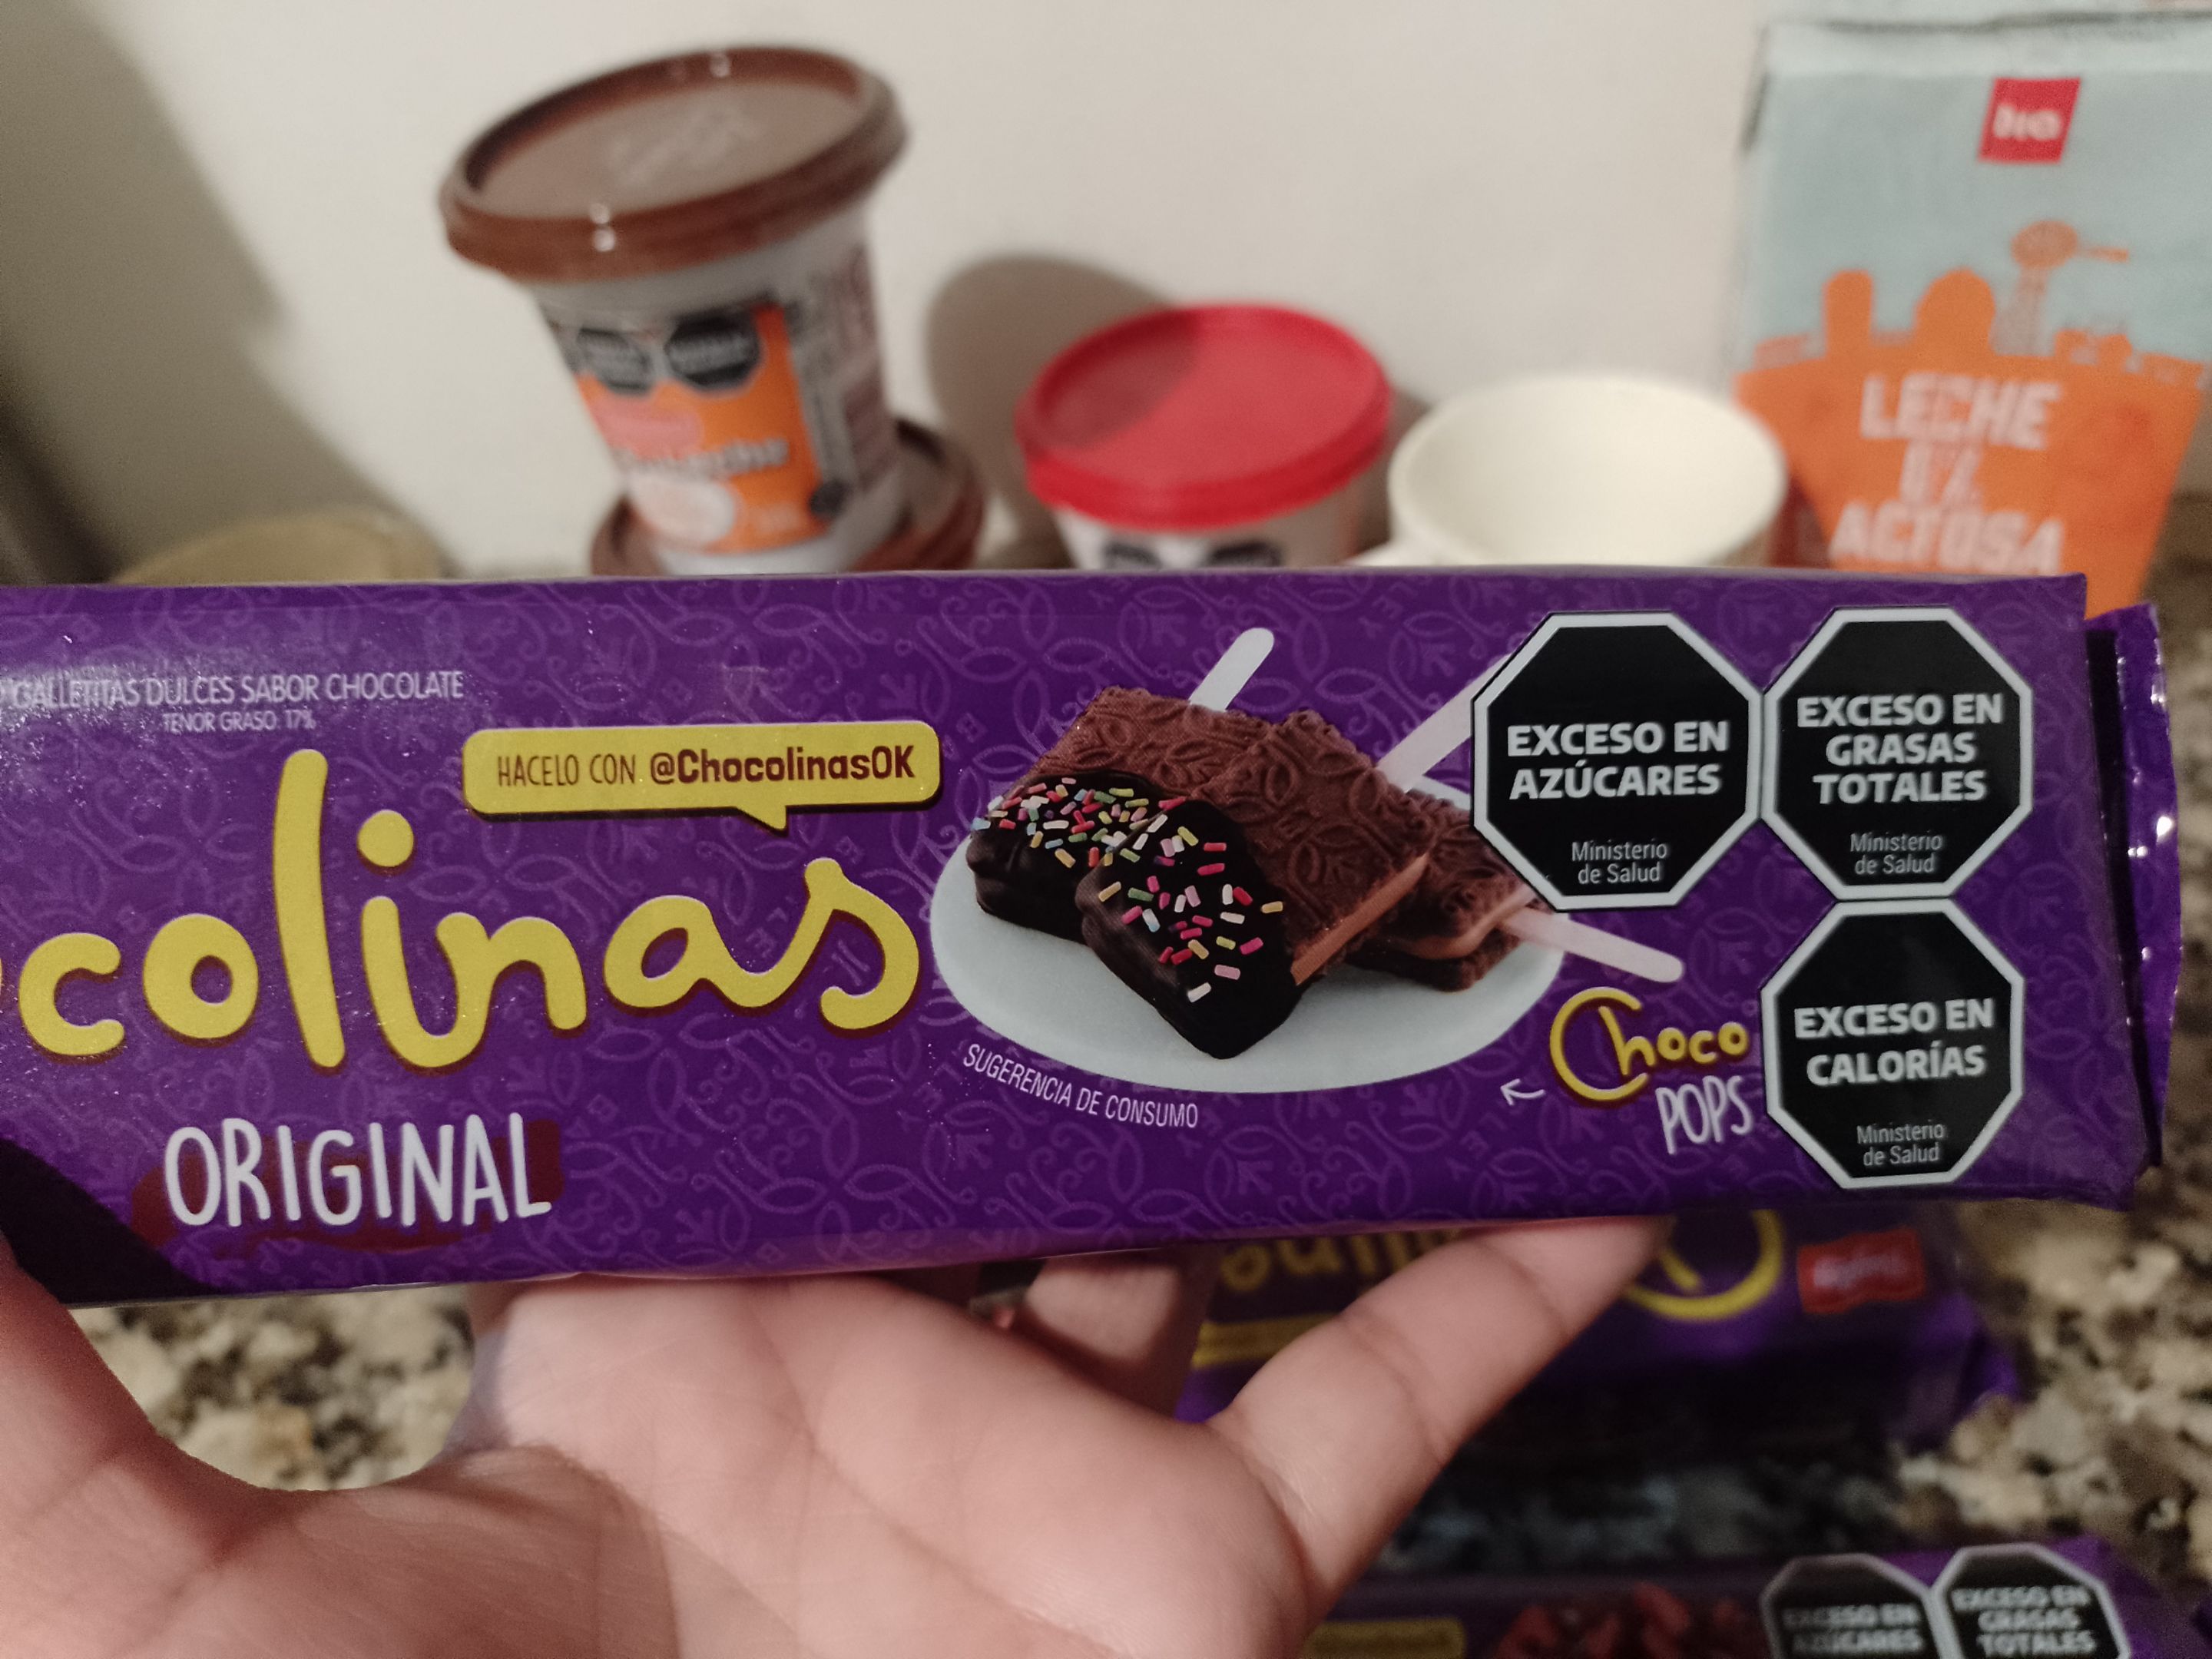 LECHE
LACTOSA
GALLETITAS DULCES SABOR CHOCOLATE
TENOR GRASO: 17%
HACELO CON @ChocolinasOK
colinas
ORIGINAL
SUGERENCIA DE CONSUMO
Choco
POPS
EXCESO EN
AZÚCARES
Ministerio
de Salud
EXCESO EN
GRASAS
TOTALES
Ministerio
de Salud
EXCESO EN
CALORÍAS
Ministerio
de Salud
EXCESO EN
AZÚCARES
EXCESO EN
GRASAS
TOTALES